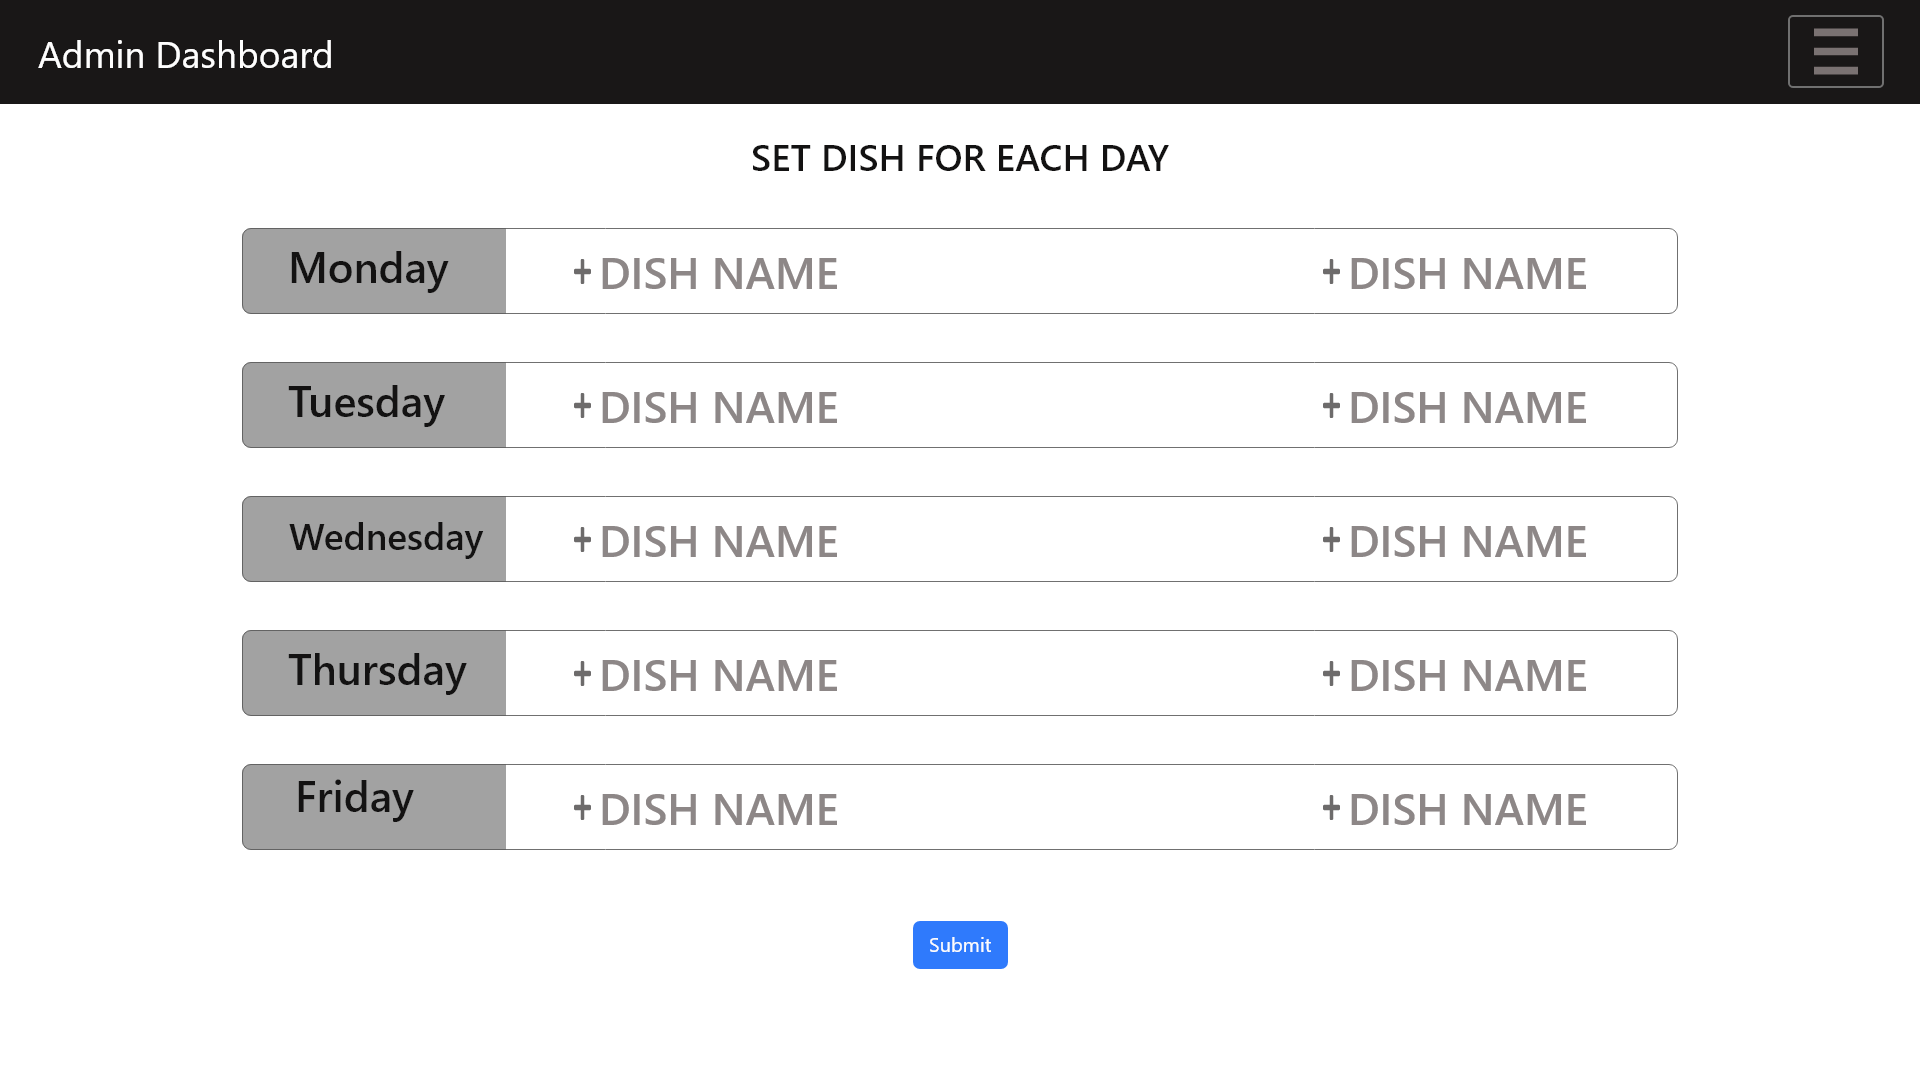 Admin Dashboard
SET DISH FOR EACH DAY
Monday + DISH NAME + DISH NAME
Tuesday + DISH NAME + DISH NAME
Wednesday + DISH NAME + DISH NAME
Thursday + DISH NAME + DISH NAME
Friday + DISH NAME + DISH NAME
Submit